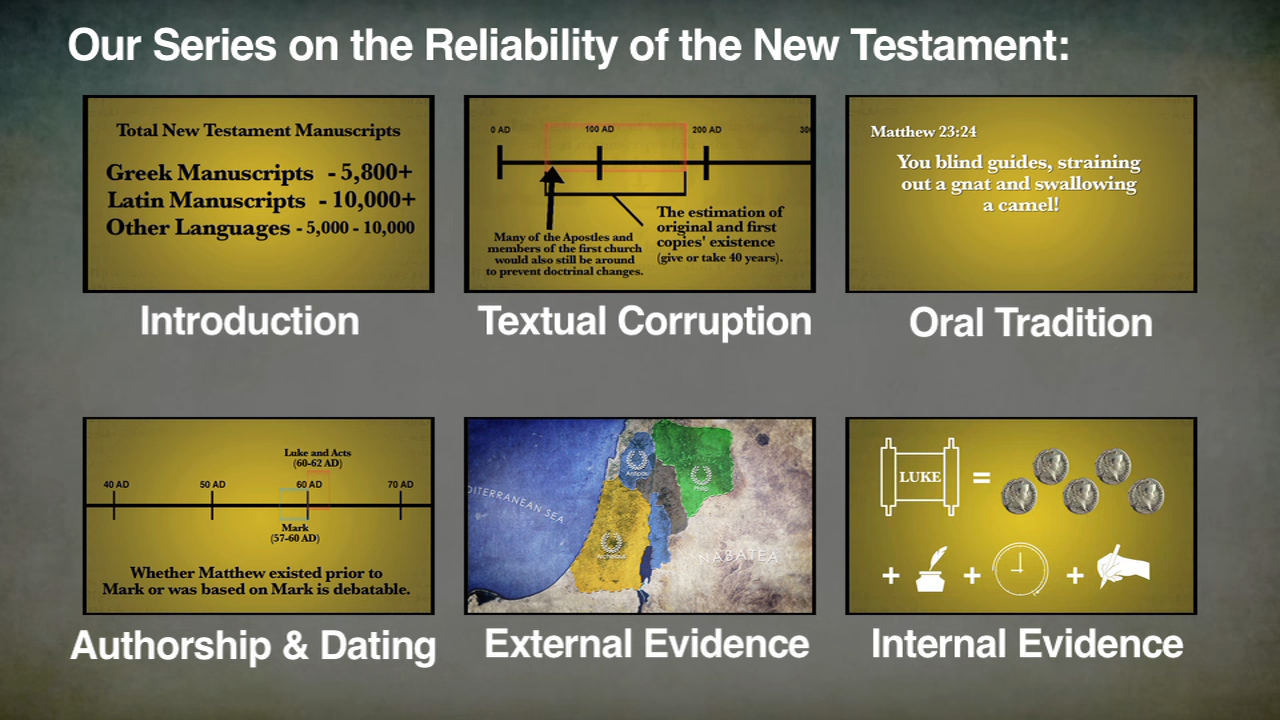 Our Series on the Reliability of the New Testament:
Total New Testament Manuscripts
Greek Manuscripts - 5,800+
Latin Manuscripts - 10,000+
Other Languages - 5,000 - 10,000
Introduction
0 AD 100 AD 200 AD 30
Many of the Apostles and
members of the first church
would also still be around
to prevent doctrinal changes.
The estimation of
original and first
copies' existence
(give or take 40 years).
Textual Corruption
Matthew 23:24
You blind guides, straining
out a gnat and swallowing
a camel!
Oral Tradition
Luke and Acts
(60-62 AD)
40 AD 50 AD 60 AD 70 AD
Mark
(57-60 AD)
Whether Matthew existed prior to
Mark or was based on Mark is debatable.
Authorship & Dating
DITERRANEAN SEA
Antipas
Philip
NABATEA
External Evidence
LUKE =
+ + +
Internal Evidence